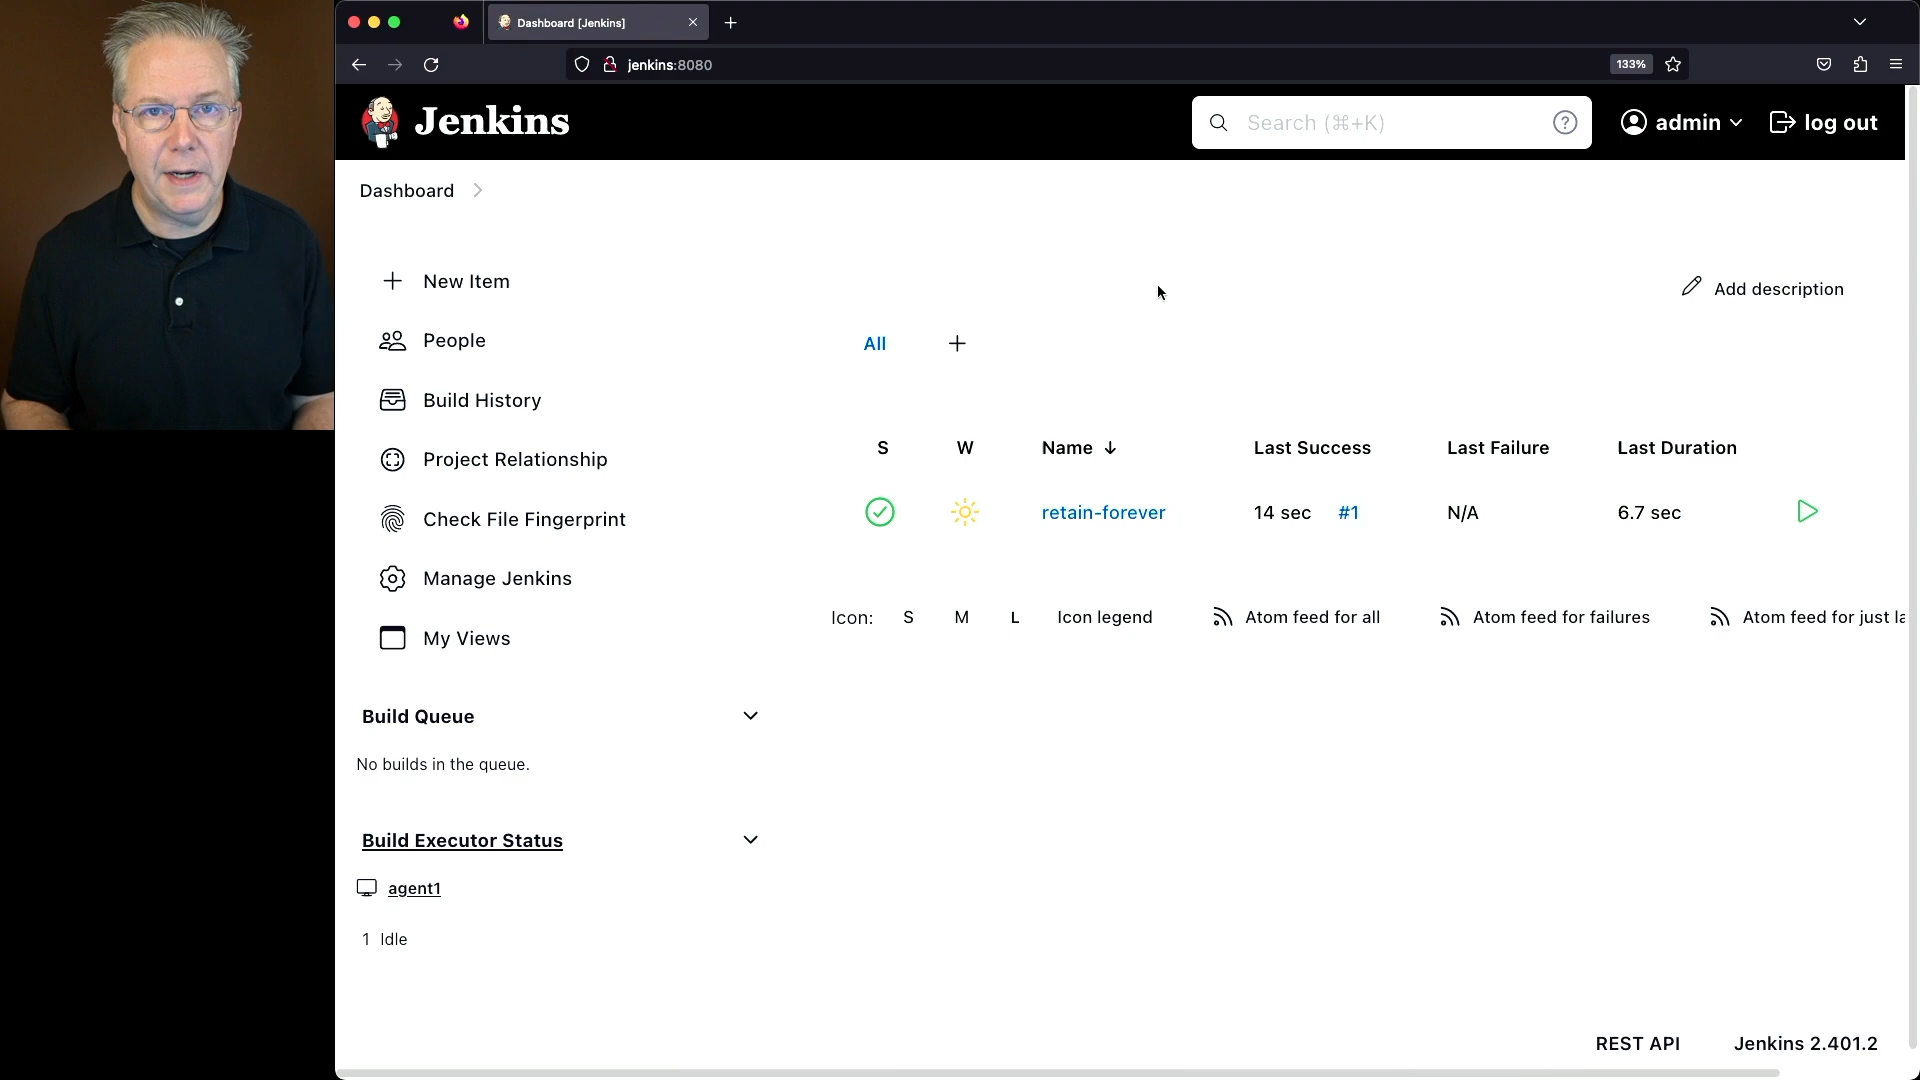 Dashboard [Jenkins]
jenkins:8080
133%
Jenkins
Search (⌘+K)
admin
log out
Dashboard
New Item
Add description
People
All
Build History
S W Name ↓ Last Success Last Failure Last Duration
Project Relationship
retain-forever 14 sec #1 N/A 6.7 sec
Check File Fingerprint
Manage Jenkins
Icon: S M L Icon legend Atom feed for all Atom feed for failures Atom feed for just la
My Views
Build Queue
No builds in the queue.
Build Executor Status
agent1
1 Idle
REST API Jenkins 2.401.2